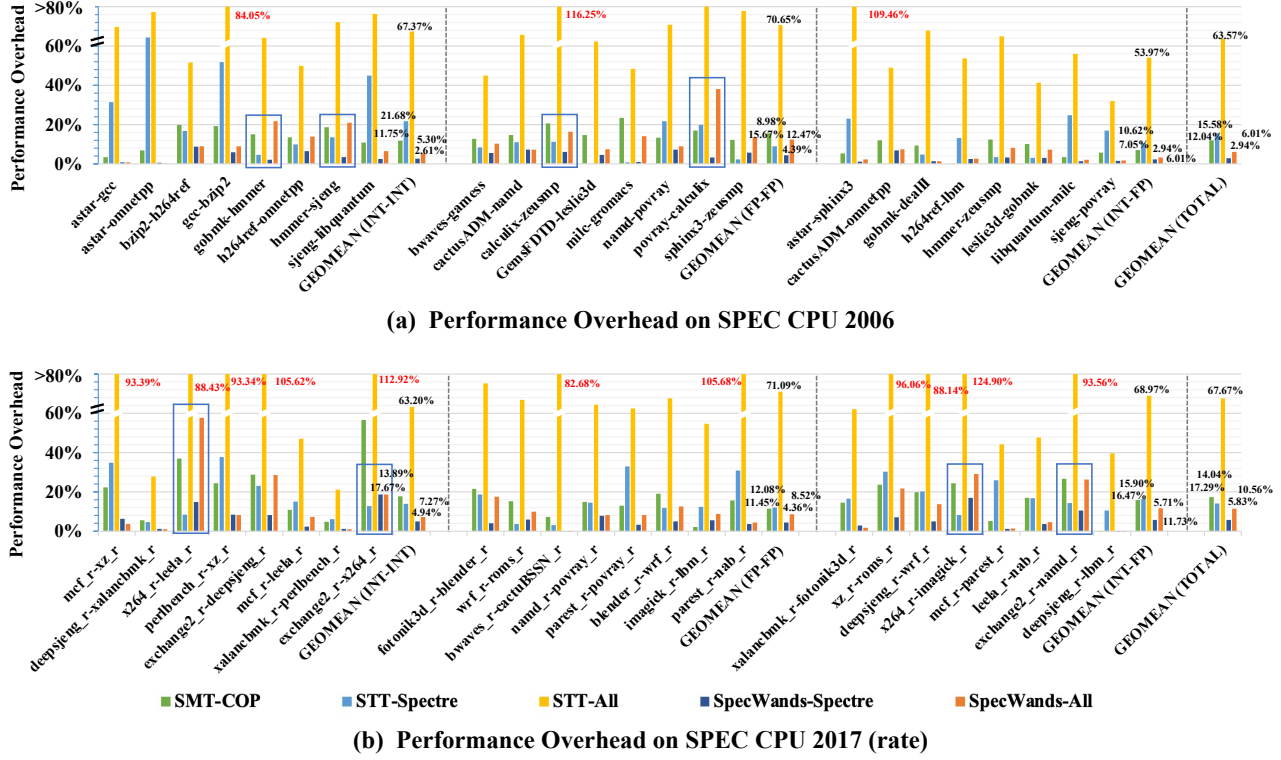 Performance Overhead
>80%
60%
40%
20%
0%
84.05%
67.37%
21.68%
11.75%
5.30%
2.61%
116.25%
70.65%
8.98%
15.67%
12.47%
4.39%
109.46%
53.97%
10.62%
7.05%
2.94%
6.01%
63.57%
15.58%
12.04%
6.01%
2.94%
astar-gcc
astar-omnetpp
bzip2-h264ref
gcc-bzip2
gobmk-hmmer
h264ref-omnetpp
hmmer-sjeng
sjeng-libquantum
GEOMEAN (INT-INT)
bwaves-gamess
cactusADM-namd
calculix-zeusmp
GemsFDTD-leslie3d
milc-gromacs
namd-povray
povray-calculix
sphinx3-zeusmp
GEOMEAN (FP-FP)
astar-sphinx3
cactusADM-omnetpp
gobmk-dealII
h264ref-lbm
hmmer-zeusmp
leslie3d-gobmk
libquantum-milc
sjeng-povray
GEOMEAN (INT-FP)
GEOMEAN (TOTAL)
(a) Performance Overhead on SPEC CPU 2006
Performance Overhead
>80%
60%
40%
20%
0%
93.39%
88.43%
93.34%
105.62%
112.92%
63.20%
13.89%
17.67%
7.27%
4.94%
82.68%
105.68%
71.09%
12.08%
11.45%
8.52%
4.36%
96.06%
88.14%
124.90%
93.56%
68.97%
15.90%
16.47%
5.71%
11.73%
67.67%
14.04%
17.29%
10.56%
5.83%
mcf_r-xz_r
deepsjeng_r-xalancbmk_r
x264_r-leela_r
perlbench_r-xz_r
exchange2_r-deepsjeng_r
mcf_r-leela_r
xalancbmk_r-perlbench_r
exchange2_r-x264_r
GEOMEAN (INT-INT)
fotonik3d_r-blender_r
wrf_r-roms_r
bwaves_r-cactuBSSN_r
namd_r-povray_r
parest_r-povray_r
blender_r-wrf_r
imagick_r-lbm_r
parest_r-nab_r
GEOMEAN (FP-FP)
xalancbmk_r-fotonik3d_r
xz_r-roms_r
deepsjeng_r-wrf_r
x264_r-imagick_r
mcf_r-parest_r
leela_r-nab_r
exchange2_r-namd_r
deepsjeng_r-lbm_r
GEOMEAN (INT-FP)
GEOMEAN (TOTAL)
SMT-COP STT-Spectre STT-All SpecWands-Spectre SpecWands-All
(b) Performance Overhead on SPEC CPU 2017 (rate)